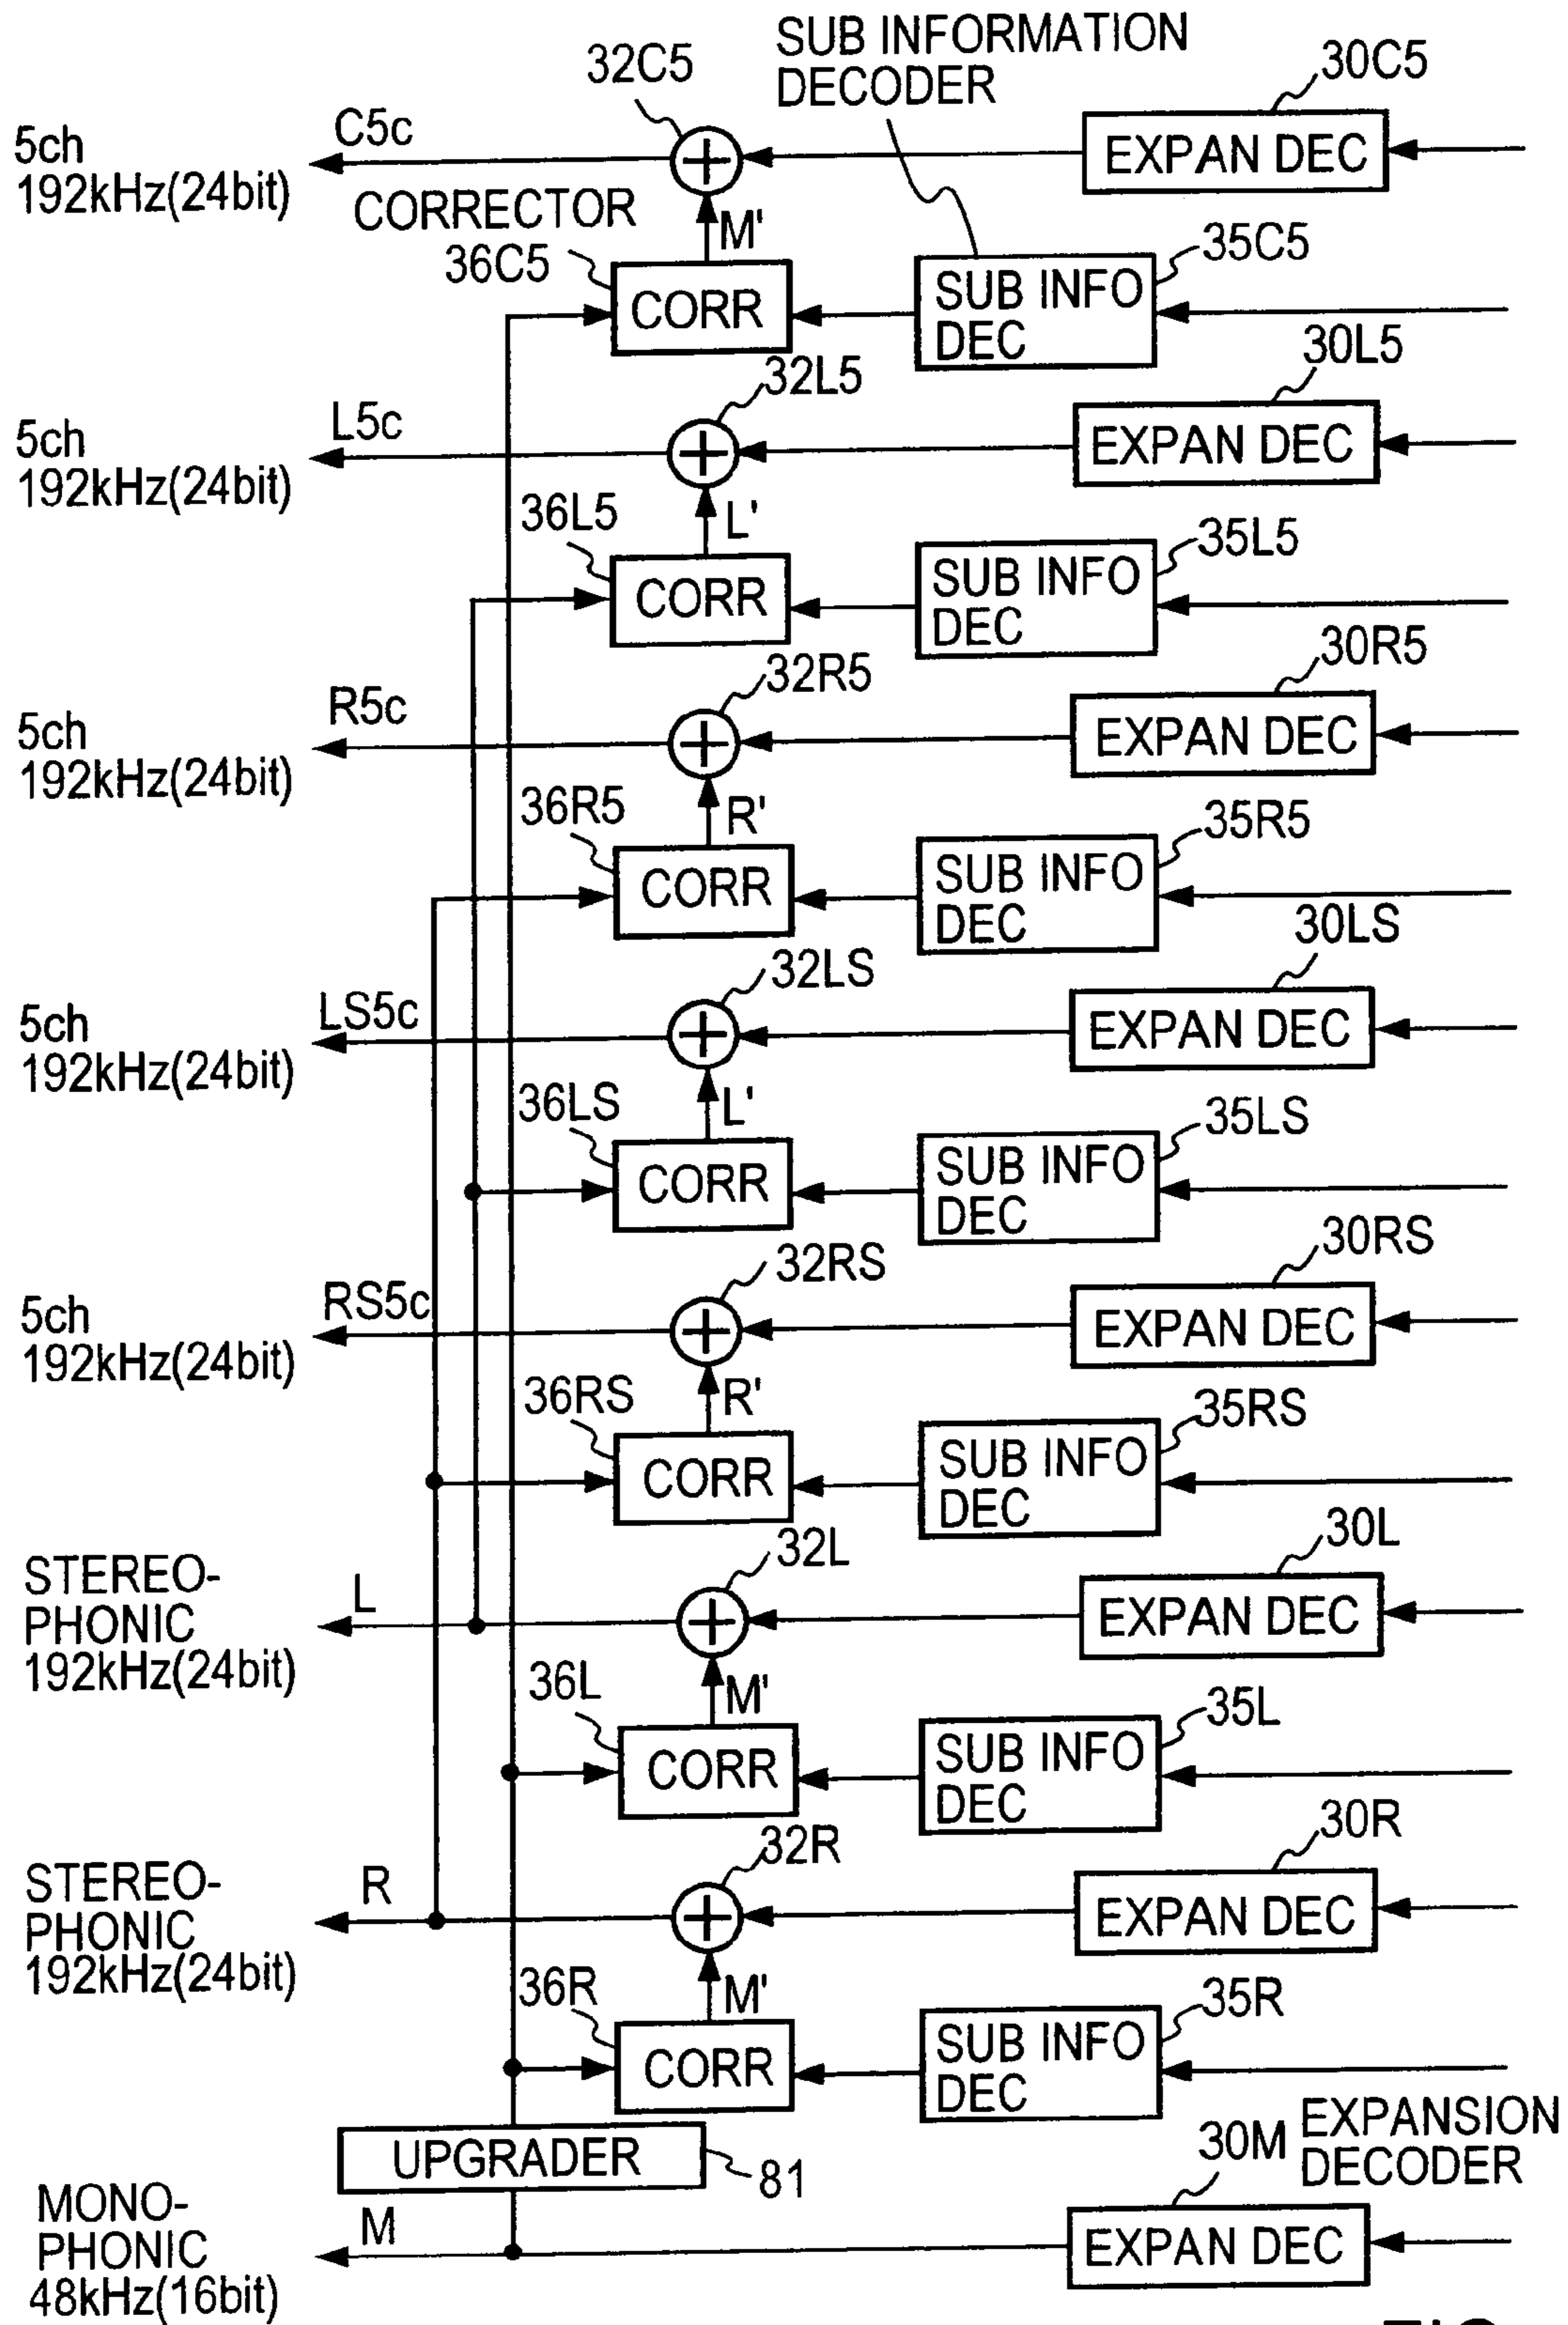 SUB INFORMATION
DECODER
32C5
30C5
C5c
5ch
192kHz(24bit)
EXPAN DEC
CORRECTOR
36C5
M'
35C5
CORR
SUB INFO
DEC
32L5
30L5
L5c
5ch
192kHz(24bit)
EXPAN DEC
36L5
L'
35L5
CORR
SUB INFO
DEC
32R5
30R5
R5c
5ch
192kHz(24bit)
EXPAN DEC
36R5
R'
35R5
CORR
SUB INFO
DEC
32LS
30LS
LS5c
5ch
192kHz(24bit)
EXPAN DEC
36LS
L'
35LS
CORR
SUB INFO
DEC
32RS
30RS
RS5c
5ch
192kHz(24bit)
EXPAN DEC
36RS
R'
35RS
CORR
SUB INFO
DEC
32L
30L
STEREO-
PHONIC
192kHz(24bit)
L
EXPAN DEC
36L
M'
35L
CORR
SUB INFO
DEC
32R
30R
STEREO-
PHONIC
192kHz(24bit)
R
EXPAN DEC
36R
M'
35R
CORR
SUB INFO
DEC
UPGRADER
81
30M
EXPANSION
DECODER
MONO-
PHONIC
48kHz(16bit)
M
EXPAN DEC